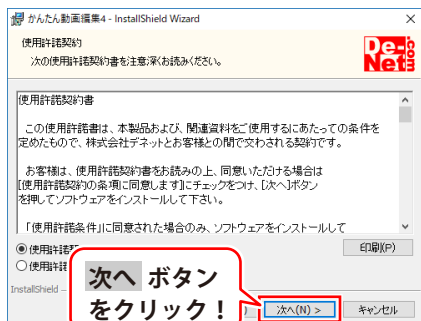 かんたん動画編集4 - InstallShield Wizard
使用許諾契約
次の使用許諾契約書を注意深くお読みください。
De-Net.com
使用許諾契約書
この使用許諾書は、本製品および、関連資料をご使用するにあたっての条件を
定めたもので、株式会社デネットとお客様との間で交わされる契約です。
お客様は、使用許諾契約書をお読みの上、同意いただける場合は
[使用許諾契約の条項に同意します]にチェックをつけ、[次へ]ボタン
を押してソフトウェアをインストールして下さい。
「使用許諾条件」に同意された場合のみ、ソフトウェアをインストールして
使用許諾
印刷(P)
使用許諾
InstallShield
次へ ボタン
をクリック！
次へ(N) >
キャンセル